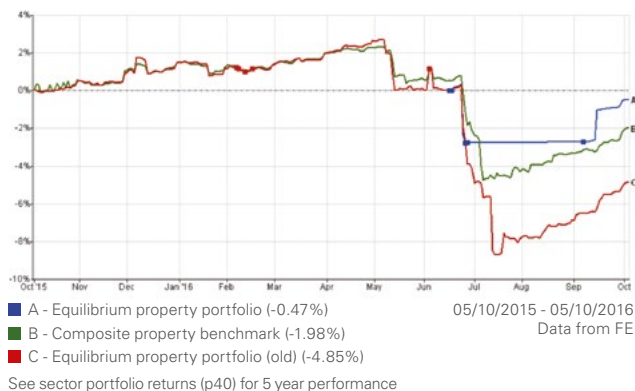 4%
2%
0%
-2%
-4%
-6%
-8%
-10%
A
B
C
Oct '15 Nov Dec Jan '16 Feb Mar Apr May Jun Jul Aug Sep Oct
A - Equilibrium property portfolio (-0.47%)
B - Composite property benchmark (-1.98%)
C - Equilibrium property portfolio (old) (-4.85%)
05/10/2015 - 05/10/2016
Data from FE
See sector portfolio returns (p40) for 5 year performance